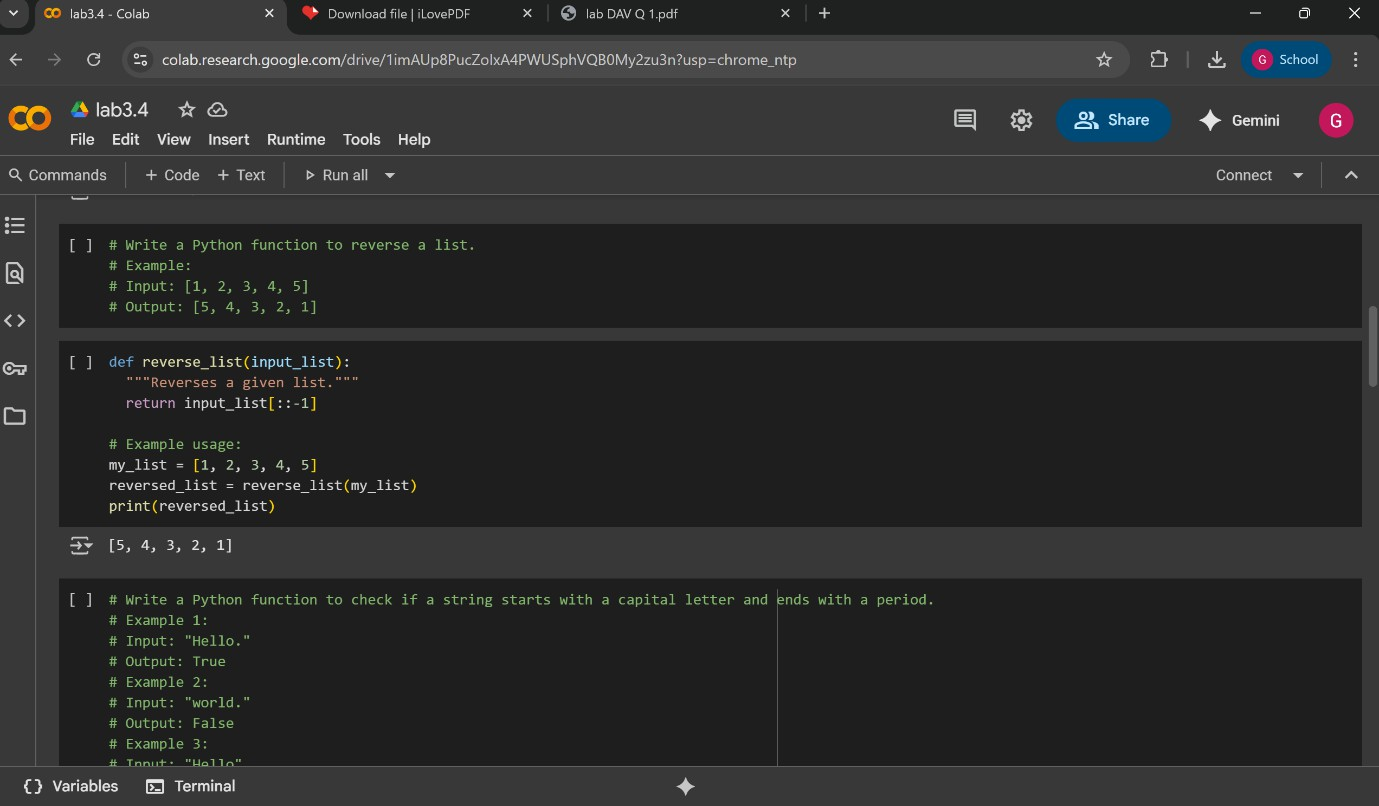 lab3.4 - Colab
Download file | iLovePDF
lab DAV Q 1.pdf
colab.research.google.com/drive/1imAUp8PucZolxA4PWUSphVQB0My2zu3n?usp=chrome_ntp
G School
lab3.4
File Edit View Insert Runtime Tools Help
Share
Gemini
G
Commands + Code + Text Run all
Connect
[ ] # Write a Python function to reverse a list.
# Example:
# Input: [1, 2, 3, 4, 5]
# Output: [5, 4, 3, 2, 1]
[ ] def reverse_list(input_list):
"""Reverses a given list."""
return input_list[::-1]
# Example usage:
my_list = [1, 2, 3, 4, 5]
reversed_list = reverse_list(my_list)
print(reversed_list)
[5, 4, 3, 2, 1]
[ ] # Write a Python function to check if a string starts with a capital letter and ends with a period.
# Example 1:
# Input: "Hello."
# Output: True
# Example 2:
# Input: "world."
# Output: False
# Example 3:
# Input: "Hello"
{} Variables Terminal